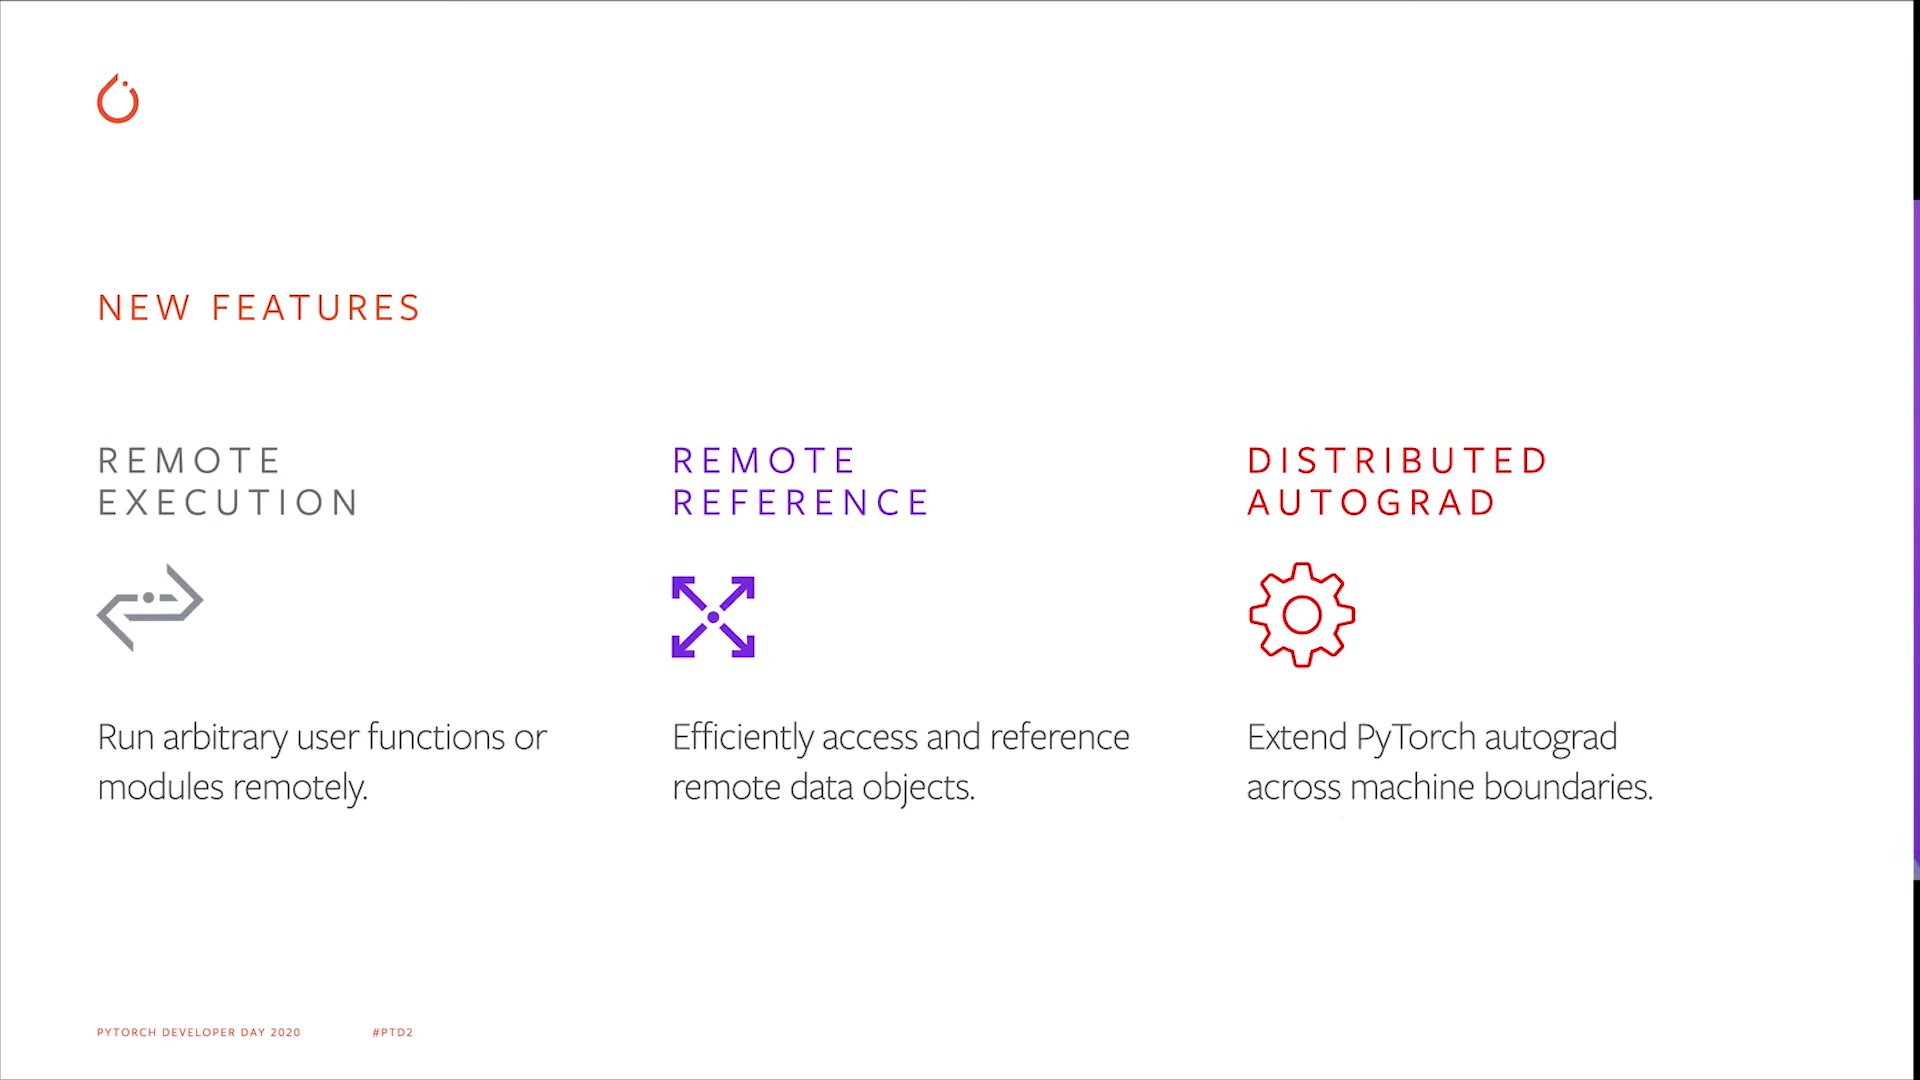 NEW FEATURES
REMOTE
EXECUTION
Run arbitrary user functions or
modules remotely.
REMOTE
REFERENCE
Efficiently access and reference
remote data objects.
DISTRIBUTED
AUTOGRAD
Extend PyTorch autograd
across machine boundaries.
PYTORCH DEVELOPER DAY 2020 #PTD2